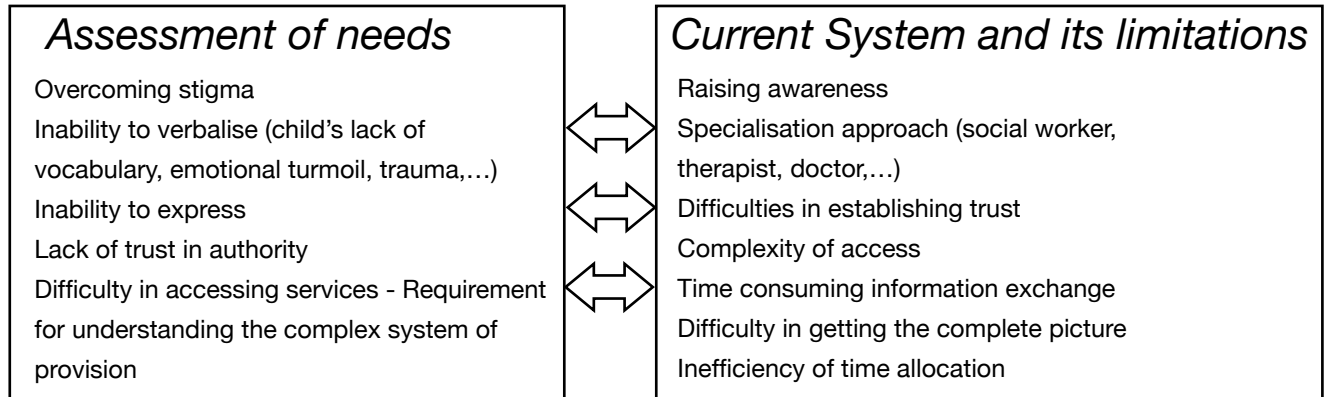 Assessment of needs
Overcoming stigma
Inability to verbalise (child's lack of
vocabulary, emotional turmoil, trauma,…)
Inability to express
Lack of trust in authority
Difficulty in accessing services - Requirement
for understanding the complex system of
provision
Current System and its limitations
Raising awareness
Specialisation approach (social worker,
therapist, doctor,…)
Difficulties in establishing trust
Complexity of access
Time consuming information exchange
Difficulty in getting the complete picture
Inefficiency of time allocation